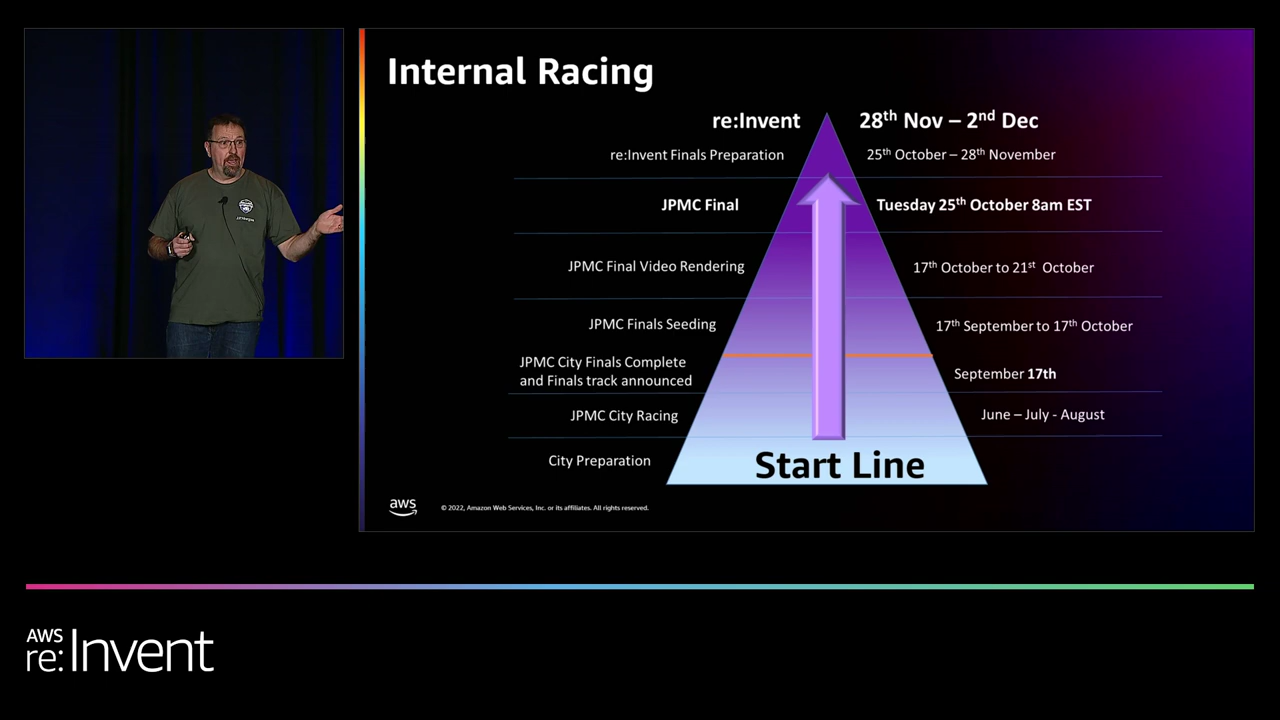 Internal Racing
re:Invent
28th Nov – 2nd Dec
re:Invent Finals Preparation
25th October – 28th November
JPMC Final
Tuesday 25th October 8am EST
JPMC Final Video Rendering
17th October to 21st October
JPMC Finals Seeding
17th September to 17th October
JPMC City Finals Complete
and Finals track announced
September 17th
JPMC City Racing
June – July - August
City Preparation
Start Line
aws
© 2022, Amazon Web Services, Inc. or its affiliates. All rights reserved.
AWS
re:Invent